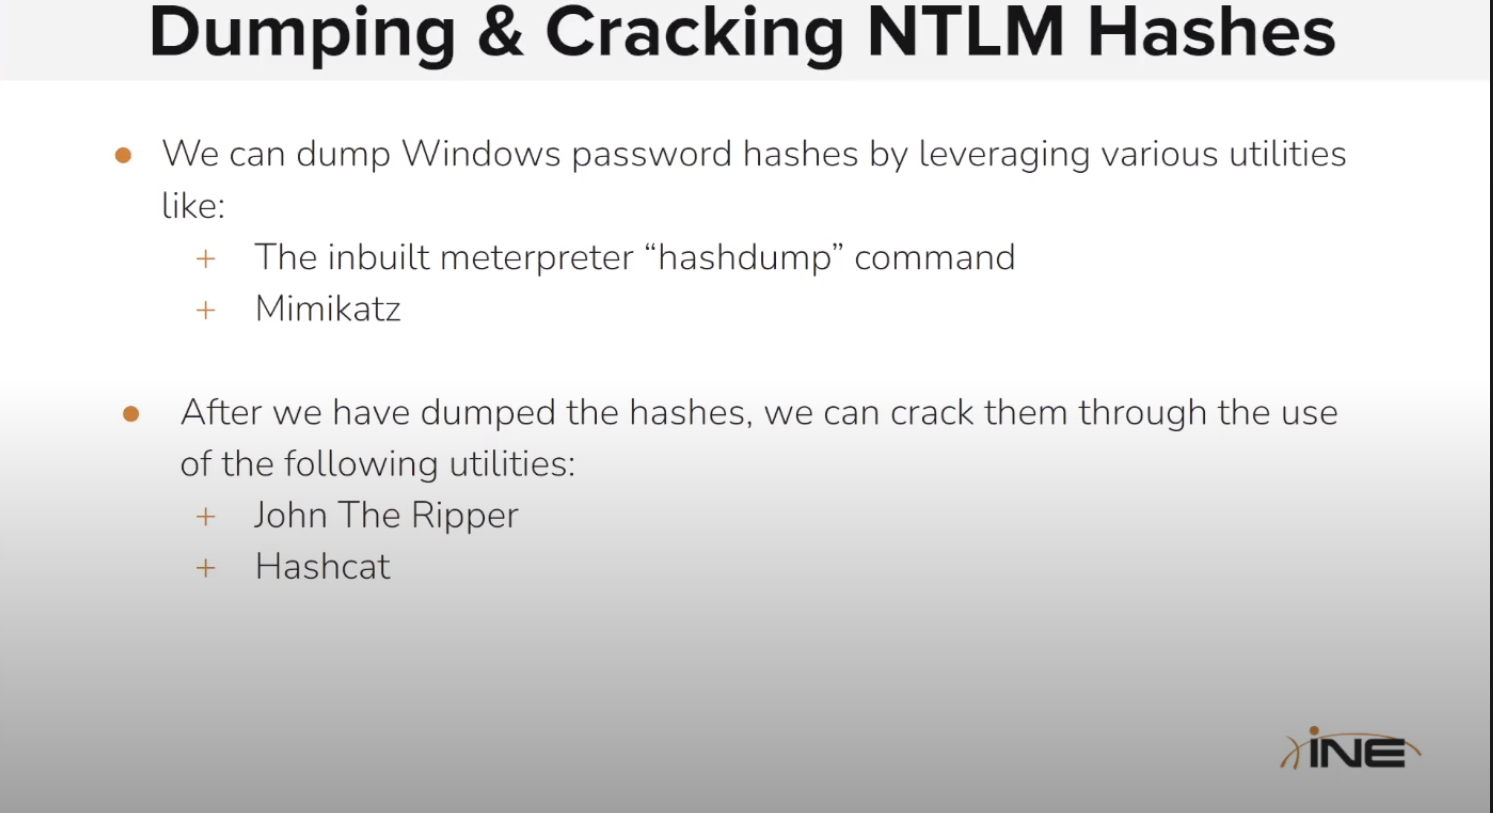 Dumping & Cracking NTLM Hashes
● We can dump Windows password hashes by leveraging various utilities
like:
+ The inbuilt meterpreter “hashdump” command
+ Mimikatz
● After we have dumped the hashes, we can crack them through the use
of the following utilities:
+ John The Ripper
+ Hashcat
iNE